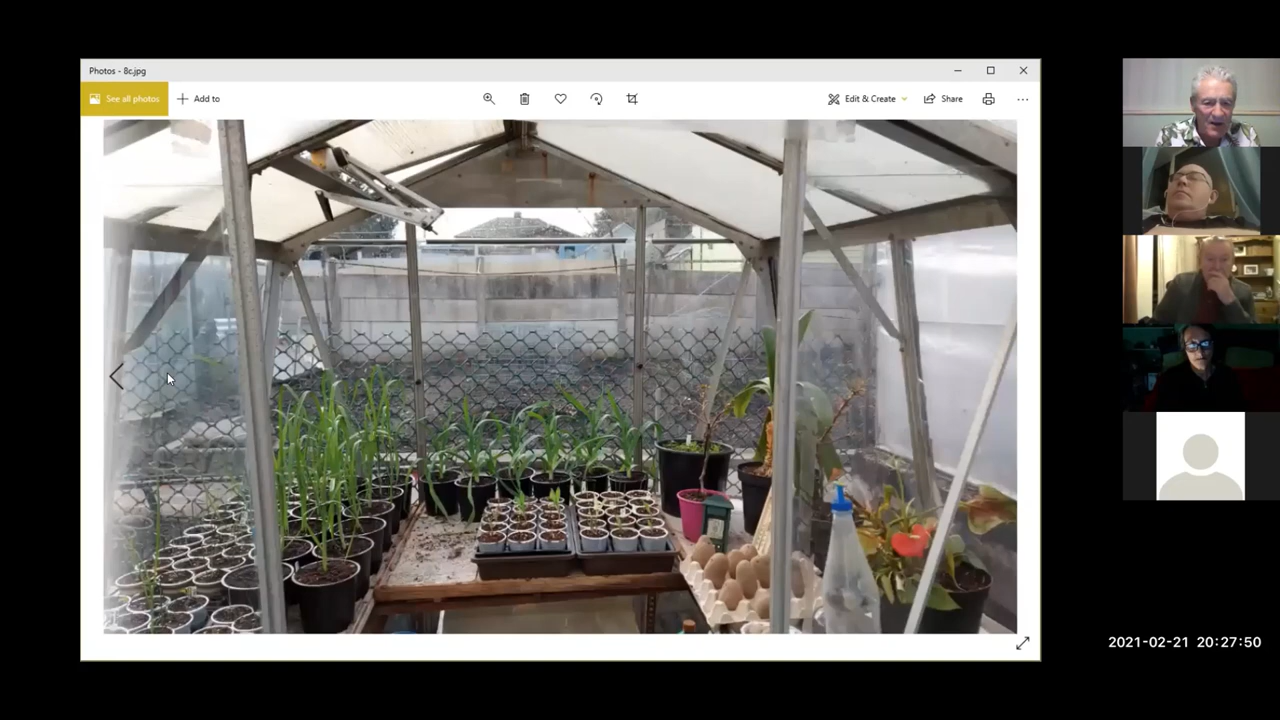 Photos - 8c.jpg
See all photos
Add to
Edit & Create
Share
2021-02-21 20:27:50